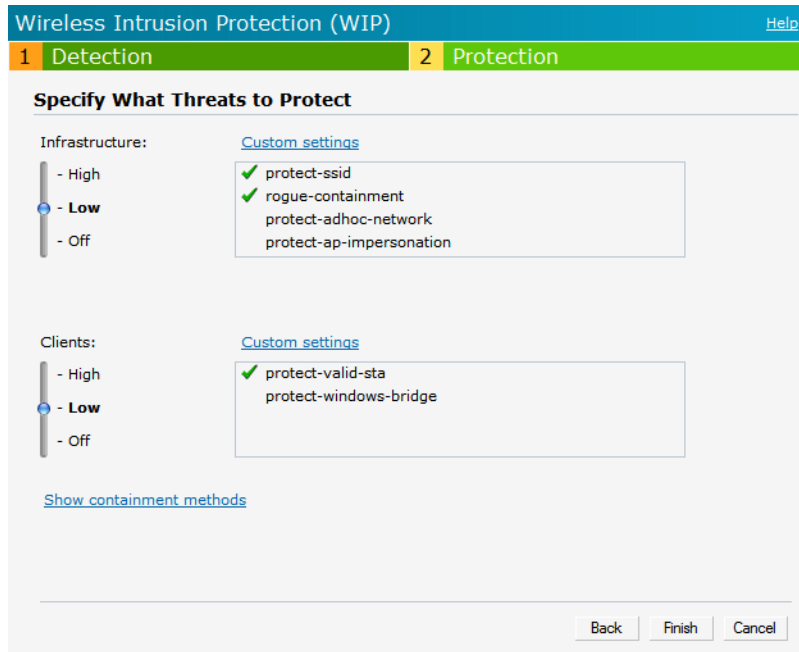 Wireless Intrusion Protection (WIP)
Help
1 Detection
2 Protection
Specify What Threats to Protect
Infrastructure:
Custom settings
- High
- Low
- Off
protect-ssid
rogue-containment
protect-adhoc-network
protect-ap-impersonation
Clients:
Custom settings
- High
- Low
- Off
protect-valid-sta
protect-windows-bridge
Show containment methods
Back
Finish
Cancel